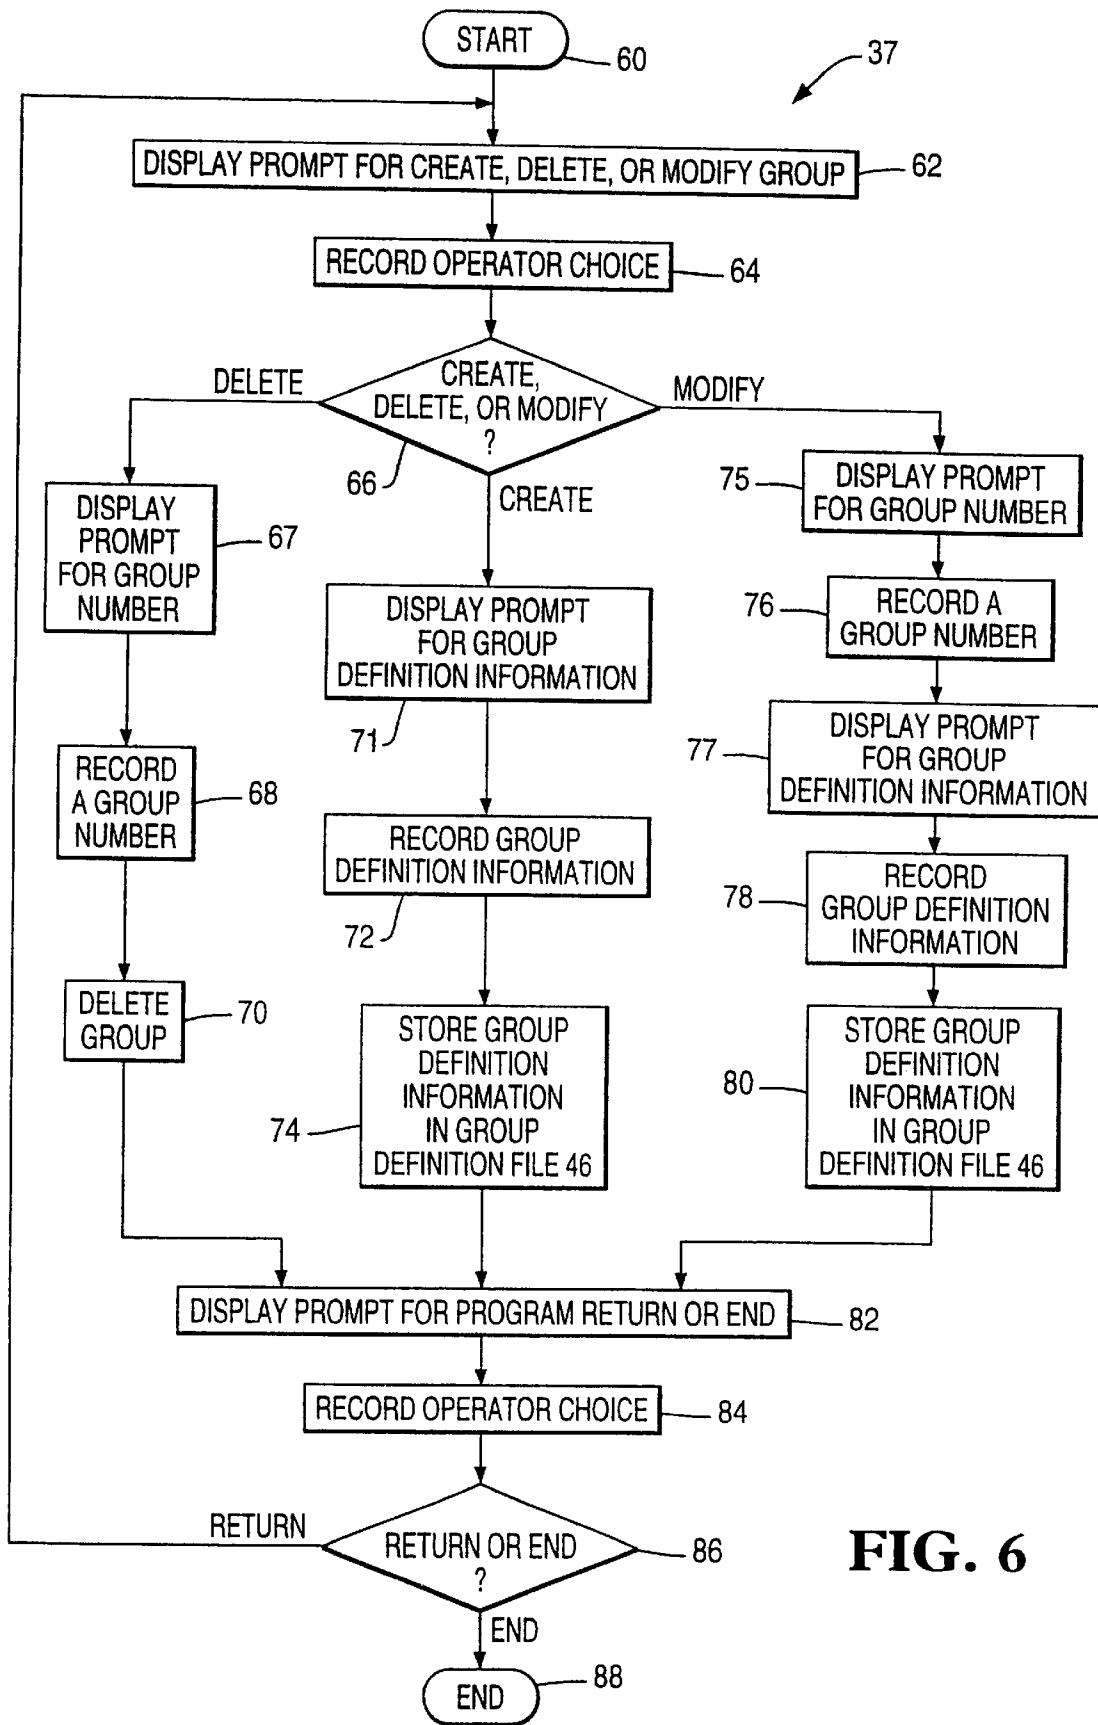 START
60
37
DISPLAY PROMPT FOR CREATE, DELETE, OR MODIFY GROUP
62
RECORD OPERATOR CHOICE
64
CREATE,
DELETE, OR MODIFY
?
66
DELETE
MODIFY
CREATE
DISPLAY
PROMPT
FOR GROUP
NUMBER
67
RECORD
A GROUP
NUMBER
68
DELETE
GROUP
70
DISPLAY PROMPT
FOR GROUP
DEFINITION INFORMATION
71
RECORD GROUP
DEFINITION INFORMATION
72
STORE GROUP
DEFINITION
INFORMATION
IN GROUP
DEFINITION FILE 46
74
75
DISPLAY PROMPT
FOR GROUP NUMBER
76
RECORD A
GROUP NUMBER
77
DISPLAY PROMPT
FOR GROUP
DEFINITION INFORMATION
78
RECORD
GROUP DEFINITION
INFORMATION
80
STORE GROUP
DEFINITION
INFORMATION
IN GROUP
DEFINITION FILE 46
DISPLAY PROMPT FOR PROGRAM RETURN OR END
82
RECORD OPERATOR CHOICE
84
RETURN
RETURN OR END
?
86
END
END
88
FIG. 6